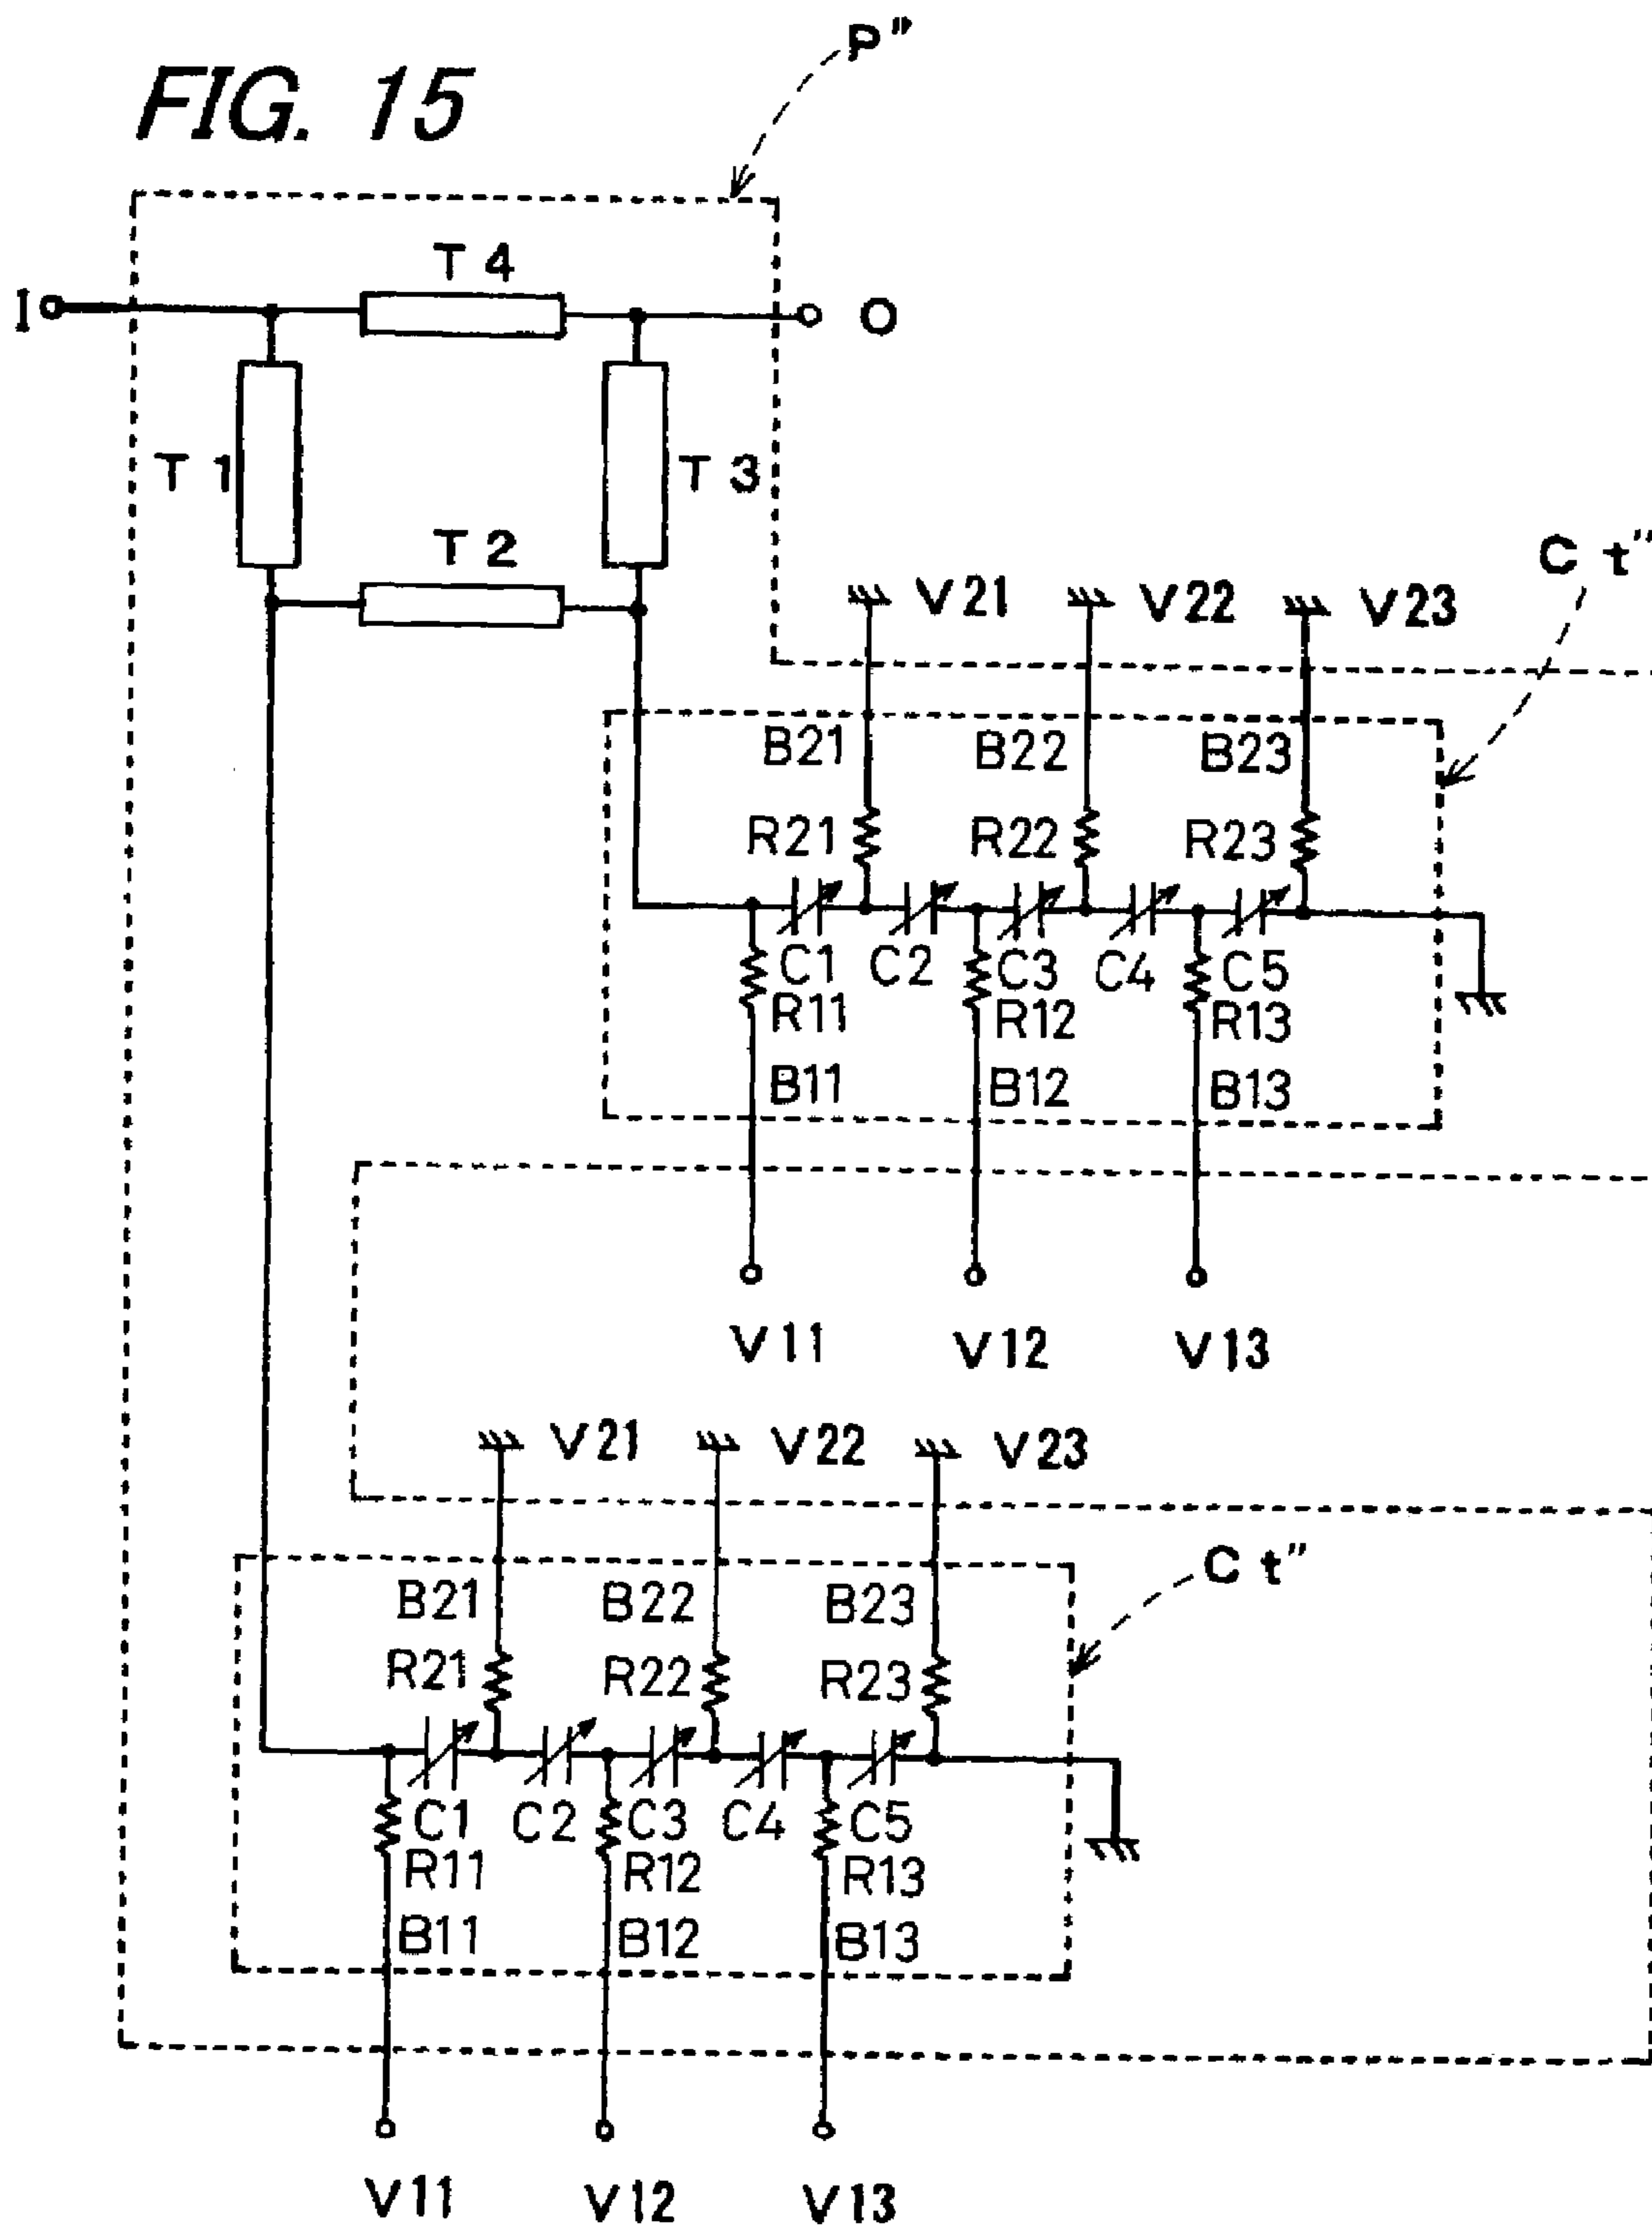 FIG. 15
P"
T 4
I
O
T 1
T 3
T 2
C t"
V21 V22 V23
B21 B22 B23
R21 R22 R23
C1 C2 C3 C4 C5
R11 R12 R13
B11 B12 B13
V11 V12 V13
V21 V22 V23
C t"
B21 B22 B23
R21 R22 R23
C1 C2 C3 C4 C5
R11 R12 R13
B11 B12 B13
V11 V12 V13